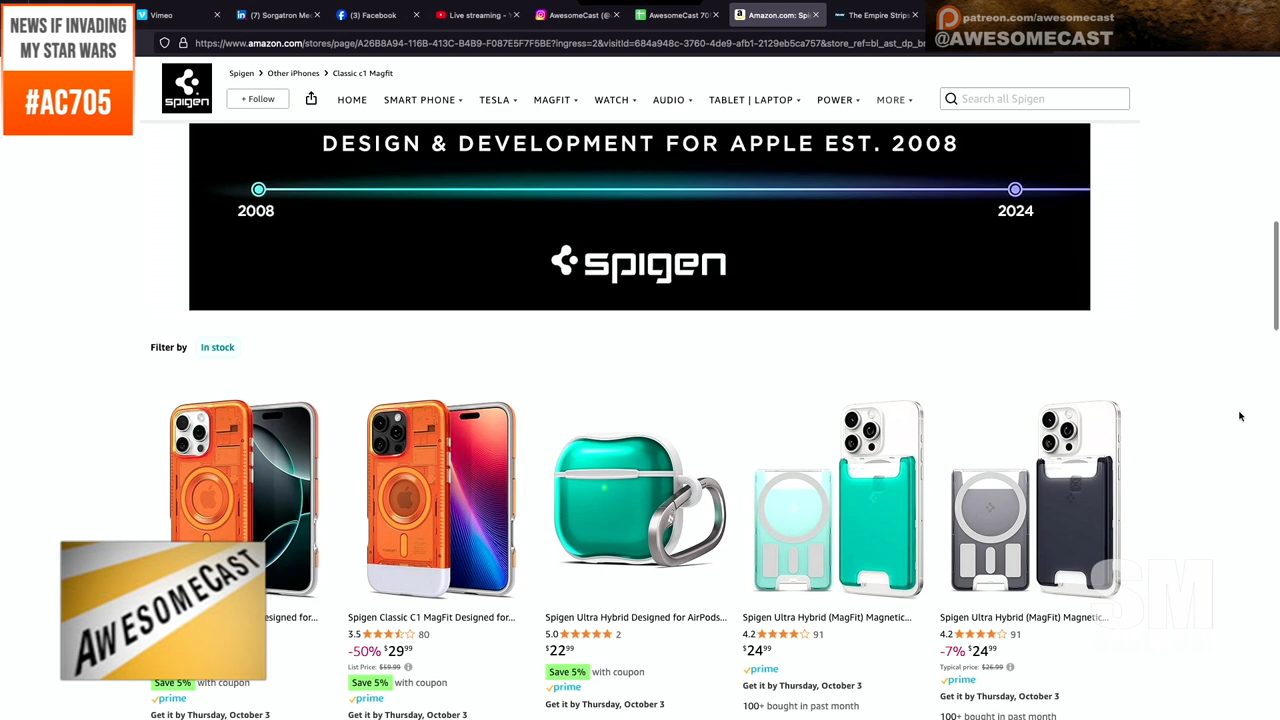 NEWS IF INVADING
MY STAR WARS
#AC705
Vimeo
(7) Sorgatron Me
(3) Facebook
Live streaming -
AwesomeCast (@
AwesomeCast 70
Amazon.com: Spi
The Empire Strips
patreon.com/awesomecast
@AWESOMECAST
https://www.amazon.com/stores/page/A26B8A94-116B-413C-B4B9-F087E5F7F5BE?ingress=2&visitId=684a948c-3760-4de9-afb1-2129eb5ca757&store_ref=bl_ast_dp_br
spigen
Spigen > Other iPhones > Classic c1 Magfit
+ Follow
HOME SMART PHONE TESLA MAGFIT WATCH AUDIO TABLET | LAPTOP POWER MORE
Search all Spigen
DESIGN & DEVELOPMENT FOR APPLE EST. 2008
2008 2024
spigen
Filter by In stock
AWESOMECAST
SM
designed for...
Save 5% with coupon
prime
Get it by Thursday, October 3
Spigen Classic C1 MagFit Designed for...
3.5 80
-50% $29.99
List Price: $59.99
Save 5% with coupon
prime
Get it by Thursday, October 3
Spigen Ultra Hybrid Designed for AirPods...
5.0 2
$22.99
Save 5% with coupon
prime
Get it by Thursday, October 3
Spigen Ultra Hybrid (MagFit) Magnetic...
4.2 91
$24.99
prime
Get it by Thursday, October 3
100+ bought in past month
Spigen Ultra Hybrid (MagFit) Magnetic...
4.2 91
-7% $24.99
Typical price: $26.99
prime
Get it by Thursday, October 3
100+ bought in past month